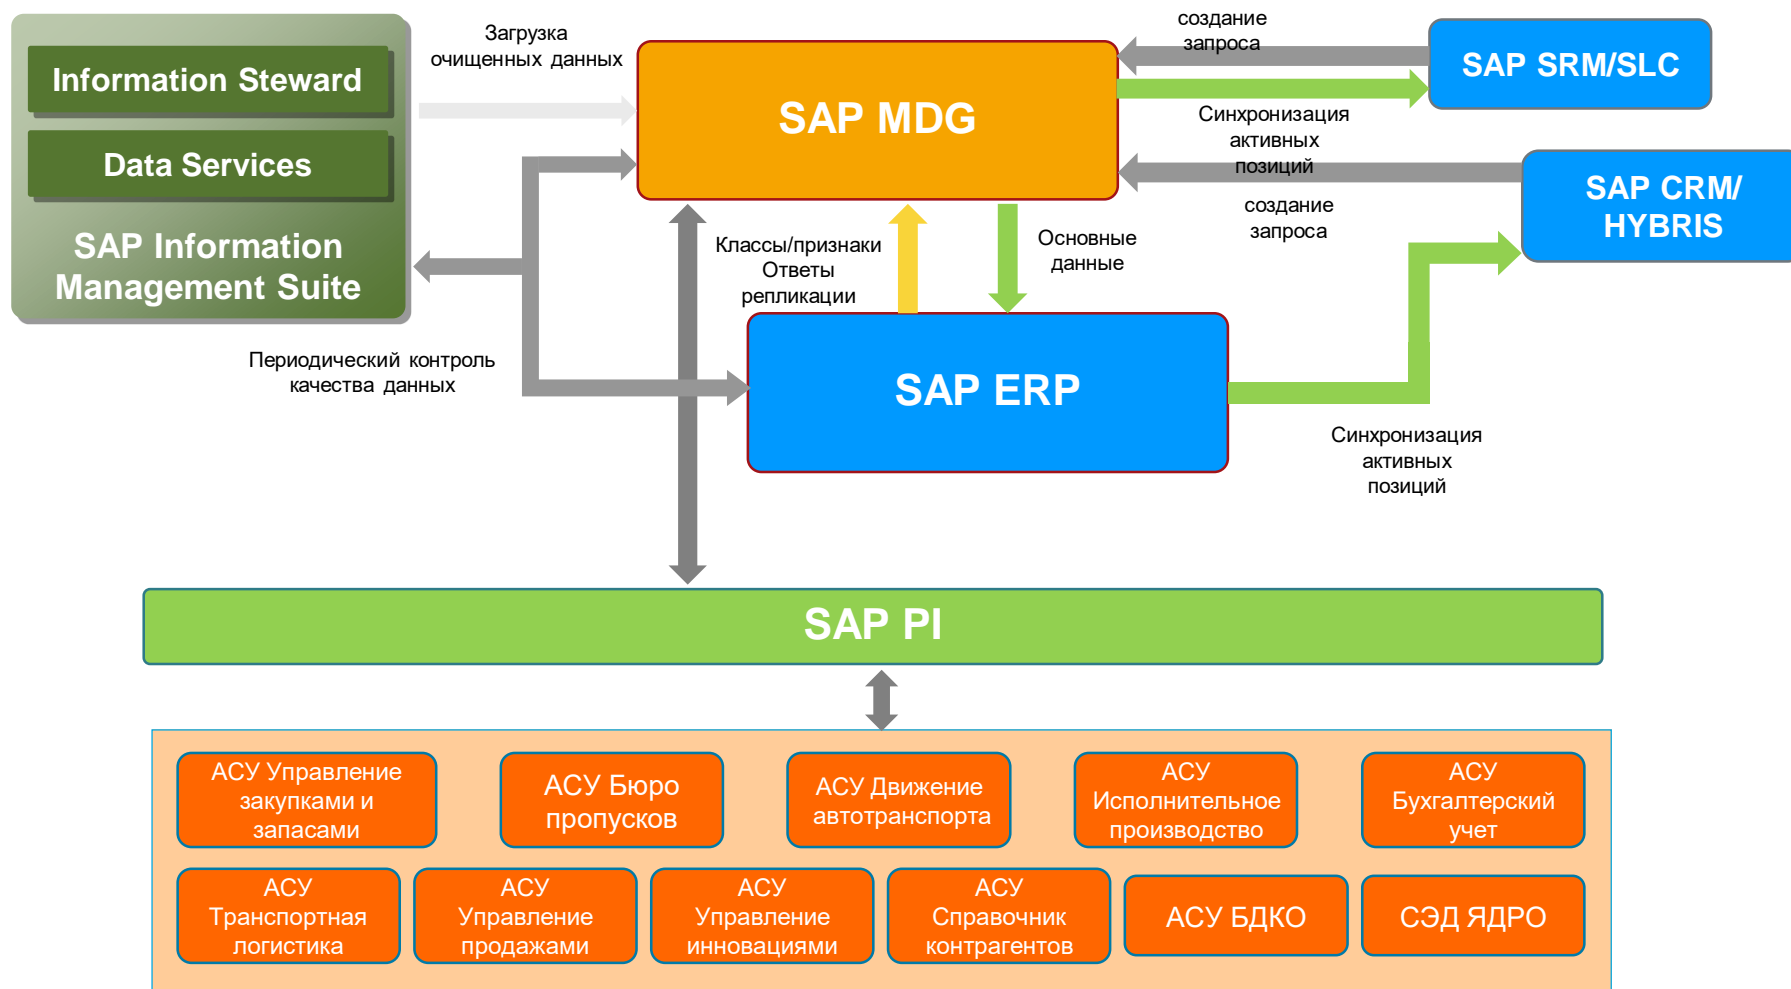 Information Steward
Data Services
SAP Information
Management Suite
Загрузка
очищенных данных
SAP MDG
создание
запроса
SAP SRM/SLC
Синхронизация
активных
позиций
SAP CRM/
HYBRIS
создание
запроса
Классы/признаки
Ответы
репликации
Основные
данные
Периодический контроль
качества данных
SAP ERP
Синхронизация
активных
позиций
SAP PI
АСУ Управление
закупками и
запасами
АСУ Бюро
пропусков
АСУ Движение
автотранспорта
АСУ
Исполнительное
производство
АСУ
Бухгалтерский
учет
АСУ
Транспортная
логистика
АСУ
Управление
продажами
АСУ
Управление
инновациями
АСУ
Справочник
контрагентов
АСУ БДКО
СЭД ЯДРО